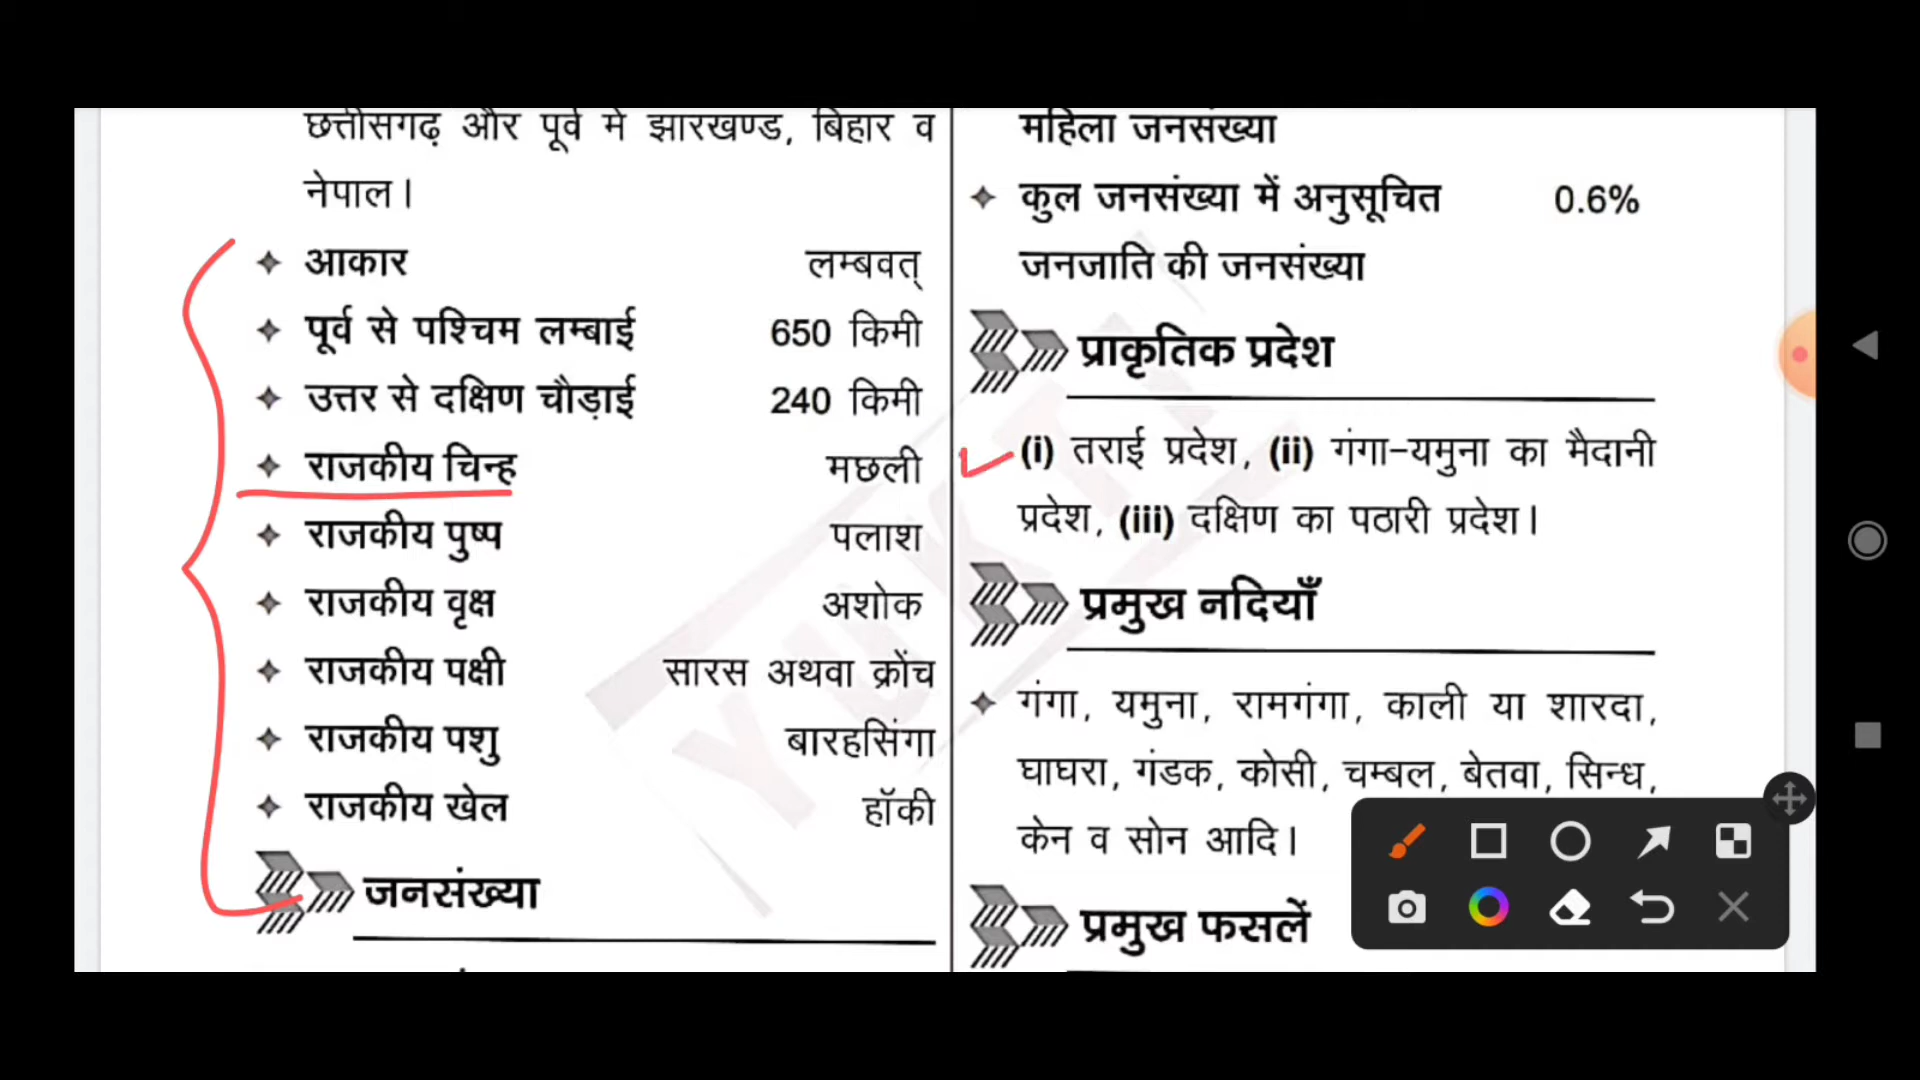 छत्तीसगढ़ और पूर्व में झारखण्ड, बिहार व
नेपाल।
आकार लम्बवत्
पूर्व से पश्चिम लम्बाई 650 किमी
उत्तर से दक्षिण चौड़ाई 240 किमी
राजकीय चिन्ह मछली
राजकीय पुष्प पलाश
राजकीय वृक्ष अशोक
राजकीय पक्षी सारस अथवा क्रोंच
राजकीय पशु बारहसिंगा
राजकीय खेल हॉकी
जनसंख्या
महिला जनसंख्या
कुल जनसंख्या में अनुसूचित 0.6%
जनजाति की जनसंख्या
प्राकृतिक प्रदेश
(i) तराई प्रदेश, (ii) गंगा-यमुना का मैदानी
प्रदेश, (iii) दक्षिण का पठारी प्रदेश।
प्रमुख नदियाँ
गंगा, यमुना, रामगंगा, काली या शारदा,
घाघरा, गंडक, कोसी, चम्बल, बेतवा, सिन्ध,
केन व सोन आदि।
प्रमुख फसलें